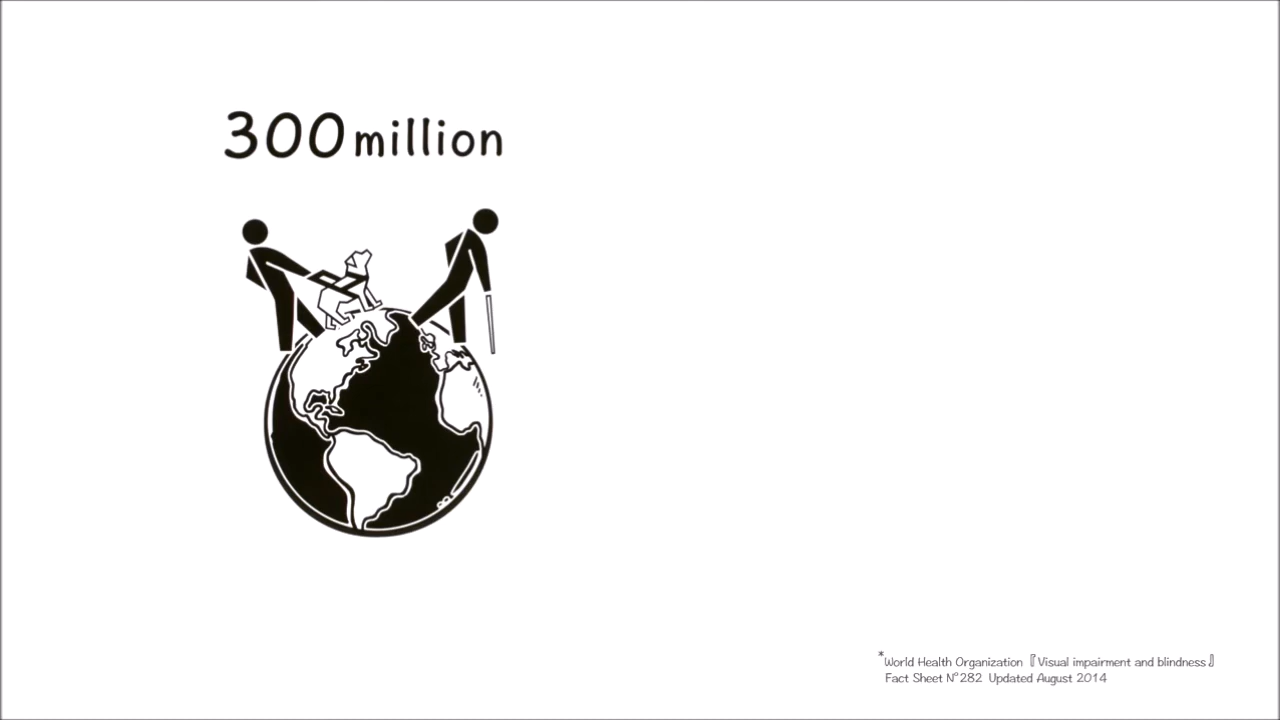 300 million
*World Health Organization『Visual impairment and blindness』
Fact Sheet N°282 Updated August 2014